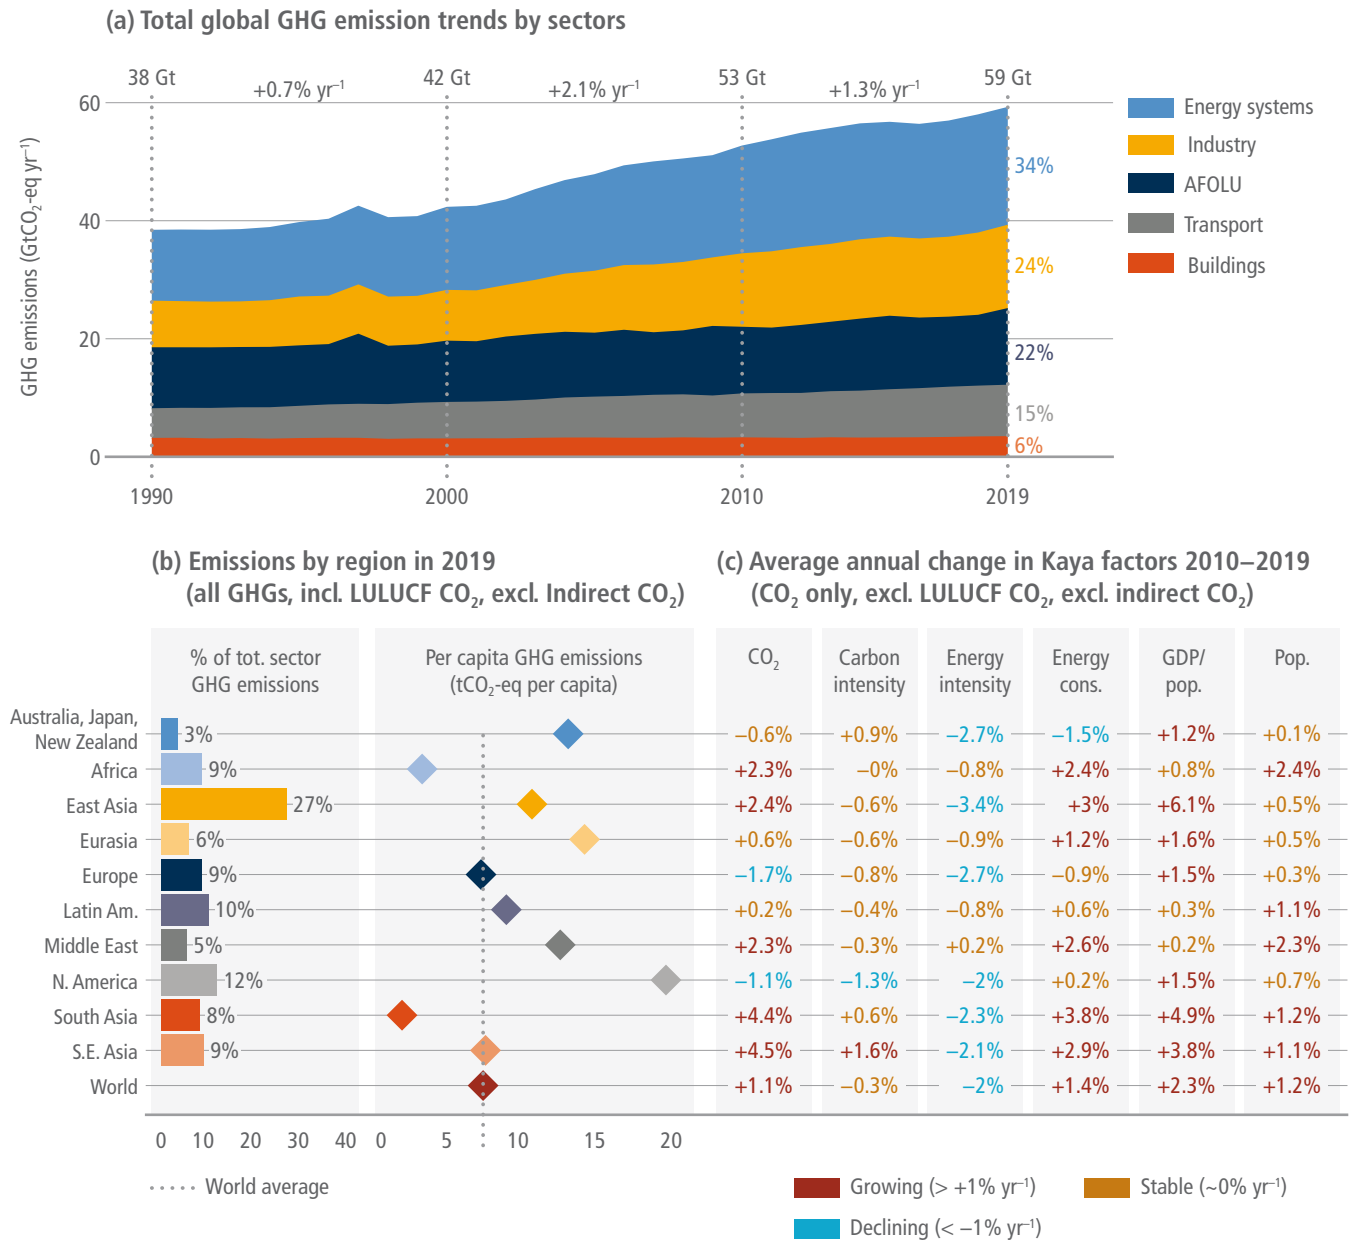 (a) Total global GHG emission trends by sectors
38 Gt 42 Gt 53 Gt 59 Gt
+0.7% yr⁻¹ +2.1% yr⁻¹ +1.3% yr⁻¹
GHG emissions (GtCO₂-eq yr⁻¹)
60
40
20
0
1990 2000 2010 2019
34%
24%
22%
15%
6%
Energy systems
Industry
AFOLU
Transport
Buildings
(b) Emissions by region in 2019
(all GHGs, incl. LULUCF CO₂, excl. Indirect CO₂)
% of tot. sector
GHG emissions
Per capita GHG emissions
(tCO₂-eq per capita)
(c) Average annual change in Kaya factors 2010–2019
(CO₂ only, excl. LULUCF CO₂, excl. indirect CO₂)
CO₂ Carbon Energy Energy GDP/ Pop.
intensity intensity cons. pop.
Australia, Japan,
New Zealand 3% −0.6% +0.9% −2.7% −1.5% +1.2% +0.1%
Africa 9% +2.3% −0% −0.8% +2.4% +0.8% +2.4%
East Asia 27% +2.4% −0.6% −3.4% +3% +6.1% +0.5%
Eurasia 6% +0.6% −0.6% −0.9% +1.2% +1.6% +0.5%
Europe 9% −1.7% −0.8% −2.7% −0.9% +1.5% +0.3%
Latin Am. 10% +0.2% −0.4% −0.8% +0.6% +0.3% +1.1%
Middle East 5% +2.3% −0.3% +0.2% +2.6% +0.2% +2.3%
N. America 12% −1.1% −1.3% −2% +0.2% +1.5% +0.7%
South Asia 8% +4.4% +0.6% −2.3% +3.8% +4.9% +1.2%
S.E. Asia 9% +4.5% +1.6% −2.1% +2.9% +3.8% +1.1%
World +1.1% −0.3% −2% +1.4% +2.3% +1.2%
0 10 20 30 40 0 5 10 15 20
World average
Growing (> +1% yr⁻¹) Stable (~0% yr⁻¹)
Declining (< −1% yr⁻¹)